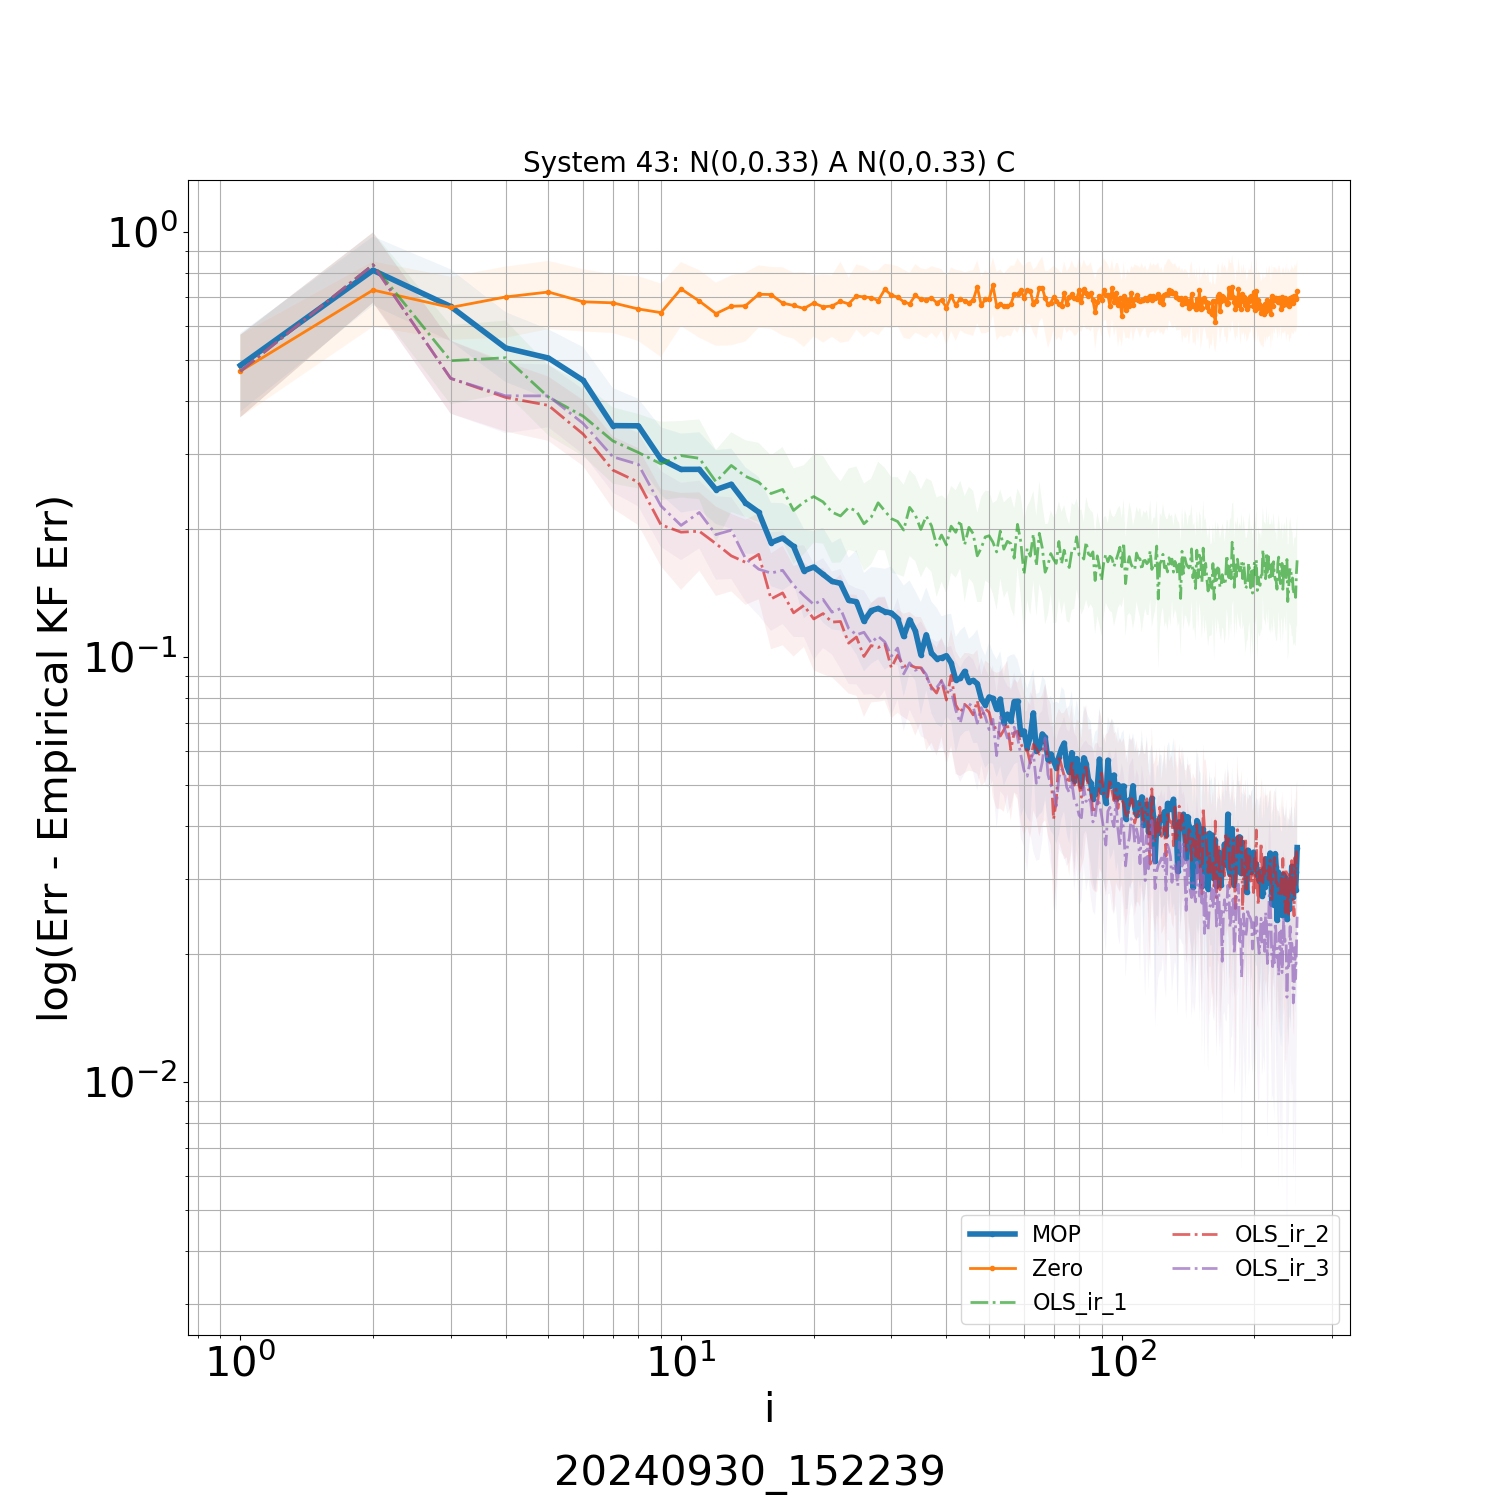 System 43: N(0,0.33) A N(0,0.33) C
log(Err - Empirical KF Err)
10⁰
10⁻¹
10⁻²
MOP
Zero
OLS_ir_1
OLS_ir_2
OLS_ir_3
10⁰ 10¹ 10²
i
20240930_152239